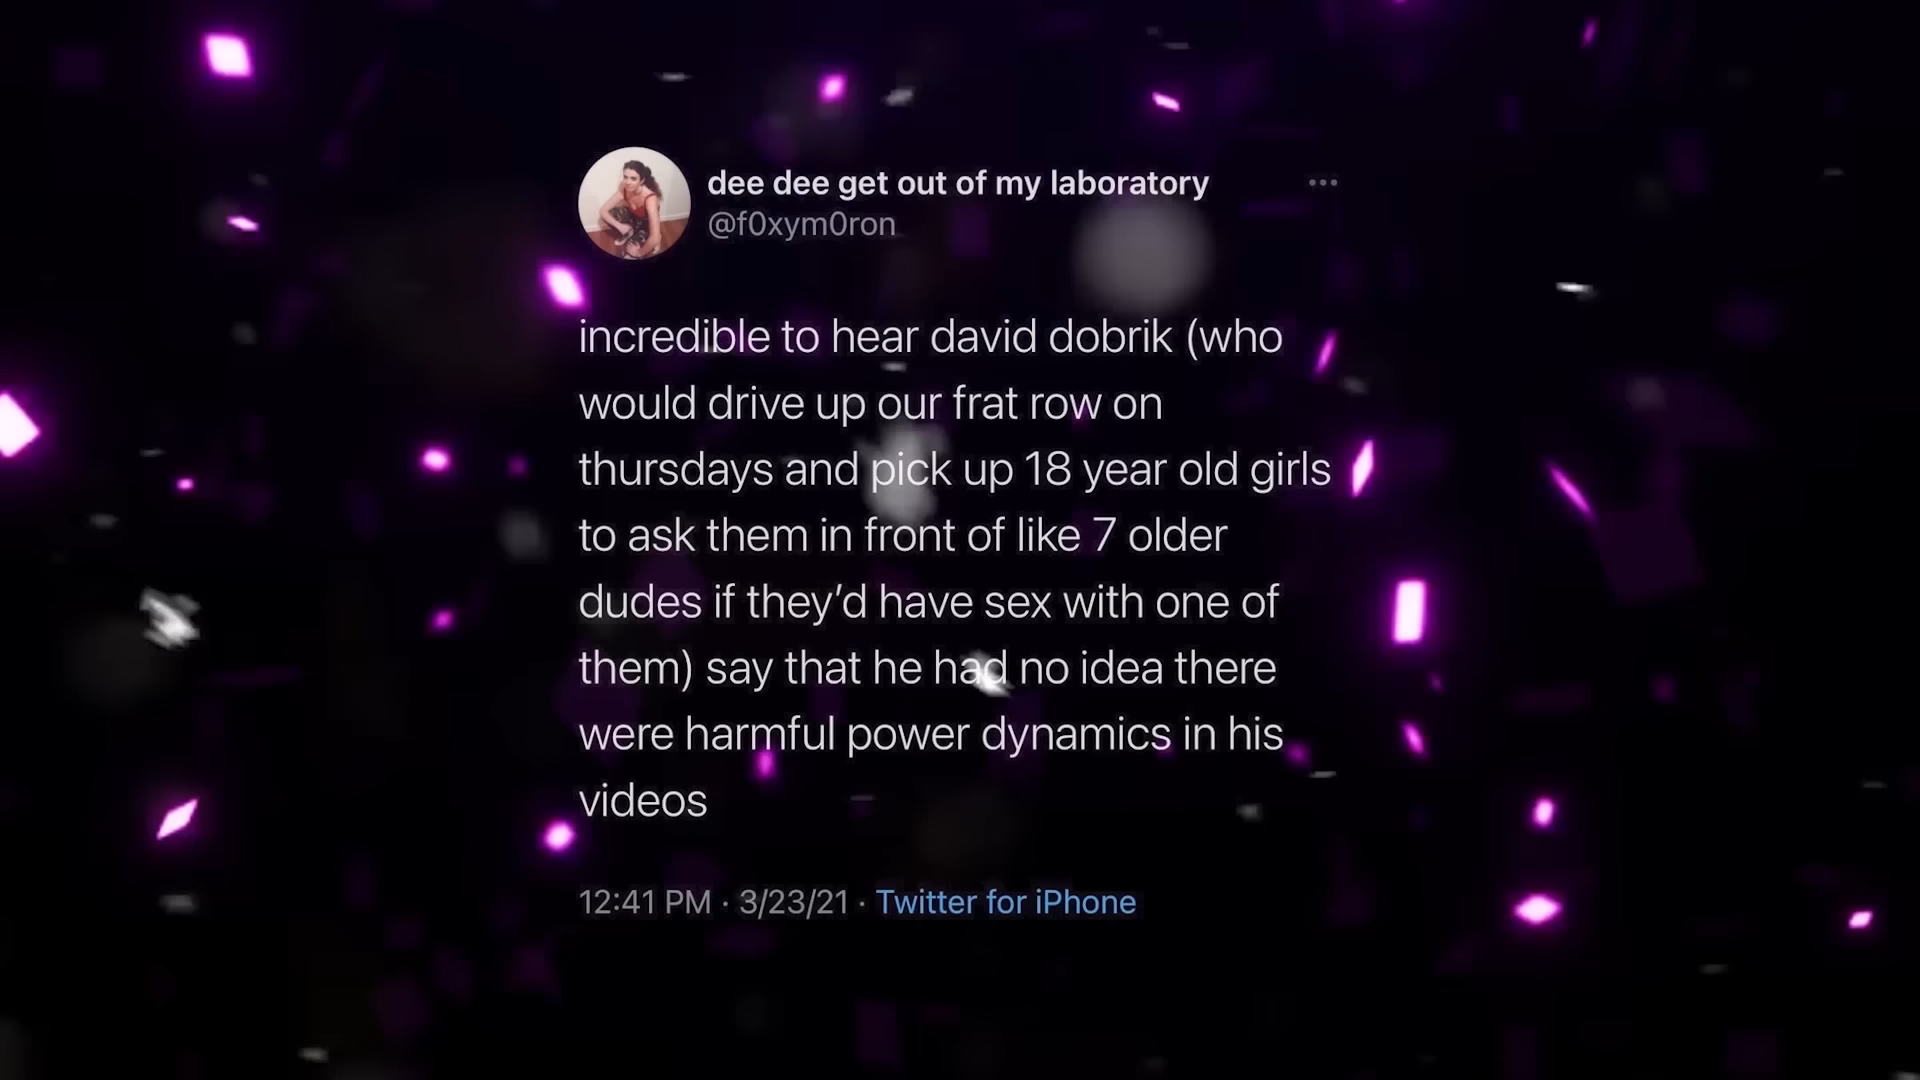 dee dee get out of my laboratory
@f0xym0ron
incredible to hear david dobrik (who
would drive up our frat row on
thursdays and pick up 18 year old girls
to ask them in front of like 7 older
dudes if they’d have sex with one of
them) say that he had no idea there
were harmful power dynamics in his
videos
12:41 PM · 3/23/21 · Twitter for iPhone